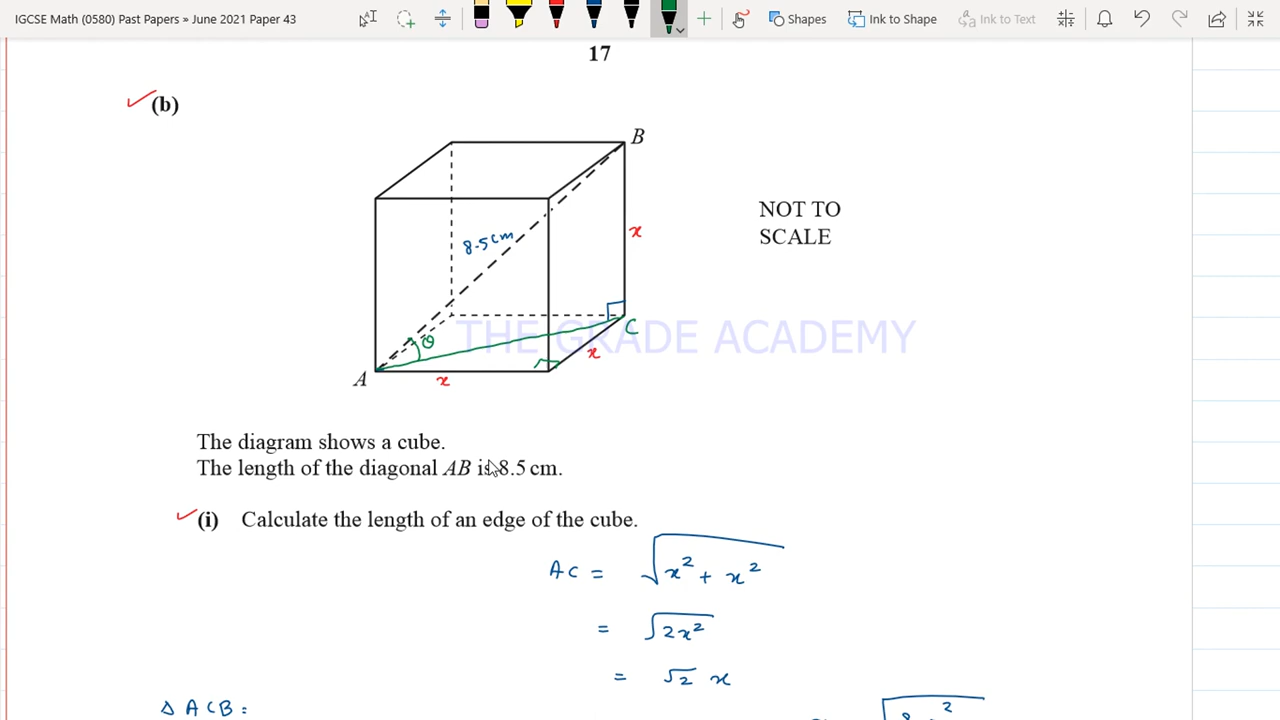 IGCSE Math (0580) Past Papers » June 2021 Paper 43
Shapes
Ink to Shape
Ink to Text
17
(b)
B
NOT TO
SCALE
8.5cm
x
θ
C
THE GRADE ACADEMY
x
A
x
The diagram shows a cube.
The length of the diagonal AB is 8.5 cm.
(i) Calculate the length of an edge of the cube.
AC = √x² + x²
= √2x²
= √2 x
Δ ACB: